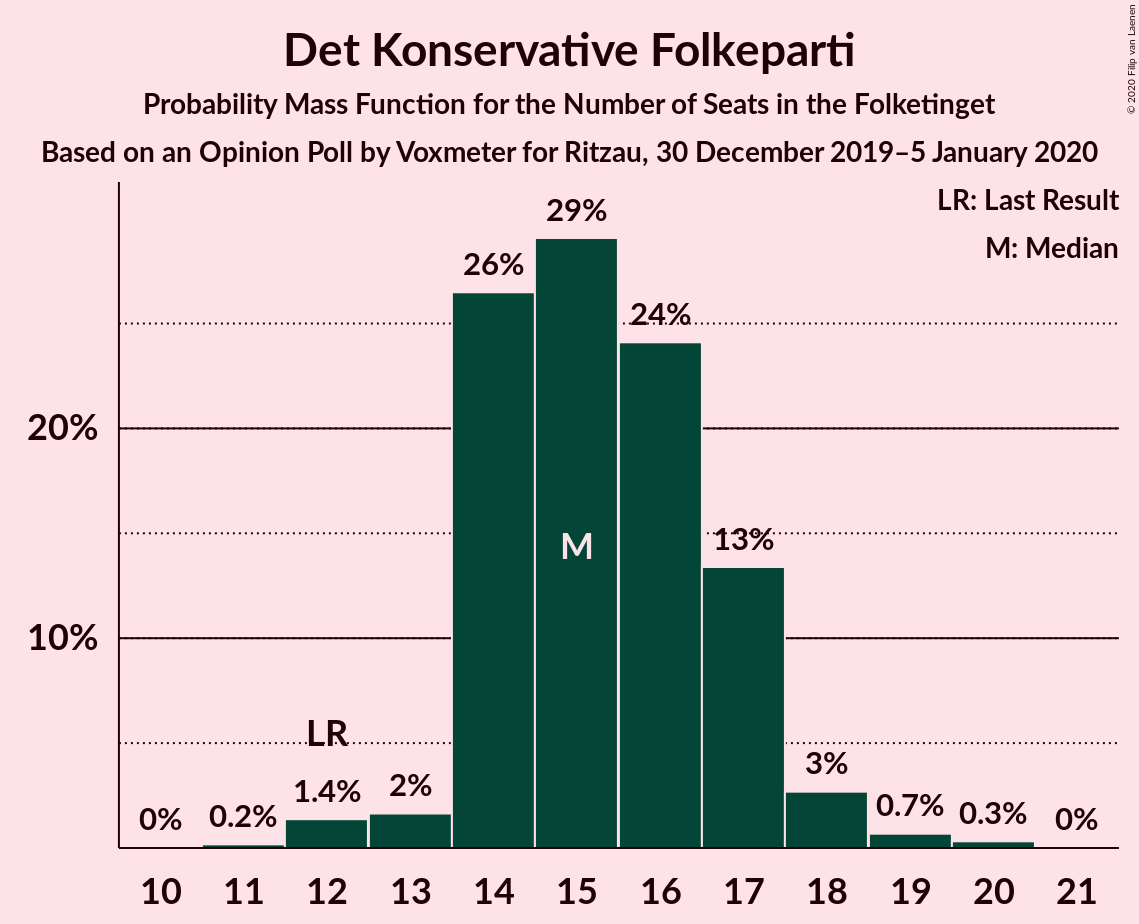 Det Konservative Folkeparti
Probability Mass Function for the Number of Seats in the Folketinget
Based on an Opinion Poll by Voxmeter for Ritzau, 30 December 2019–5 January 2020
© 2020 Filip van Laenen
LR: Last Result
M: Median
29%
26%
24%
20%
13%
M
10%
LR
3%
2%
1.4%
0.7%
0.3%
0.2%
0%
0%
10 11 12 13 14 15 16 17 18 19 20 21